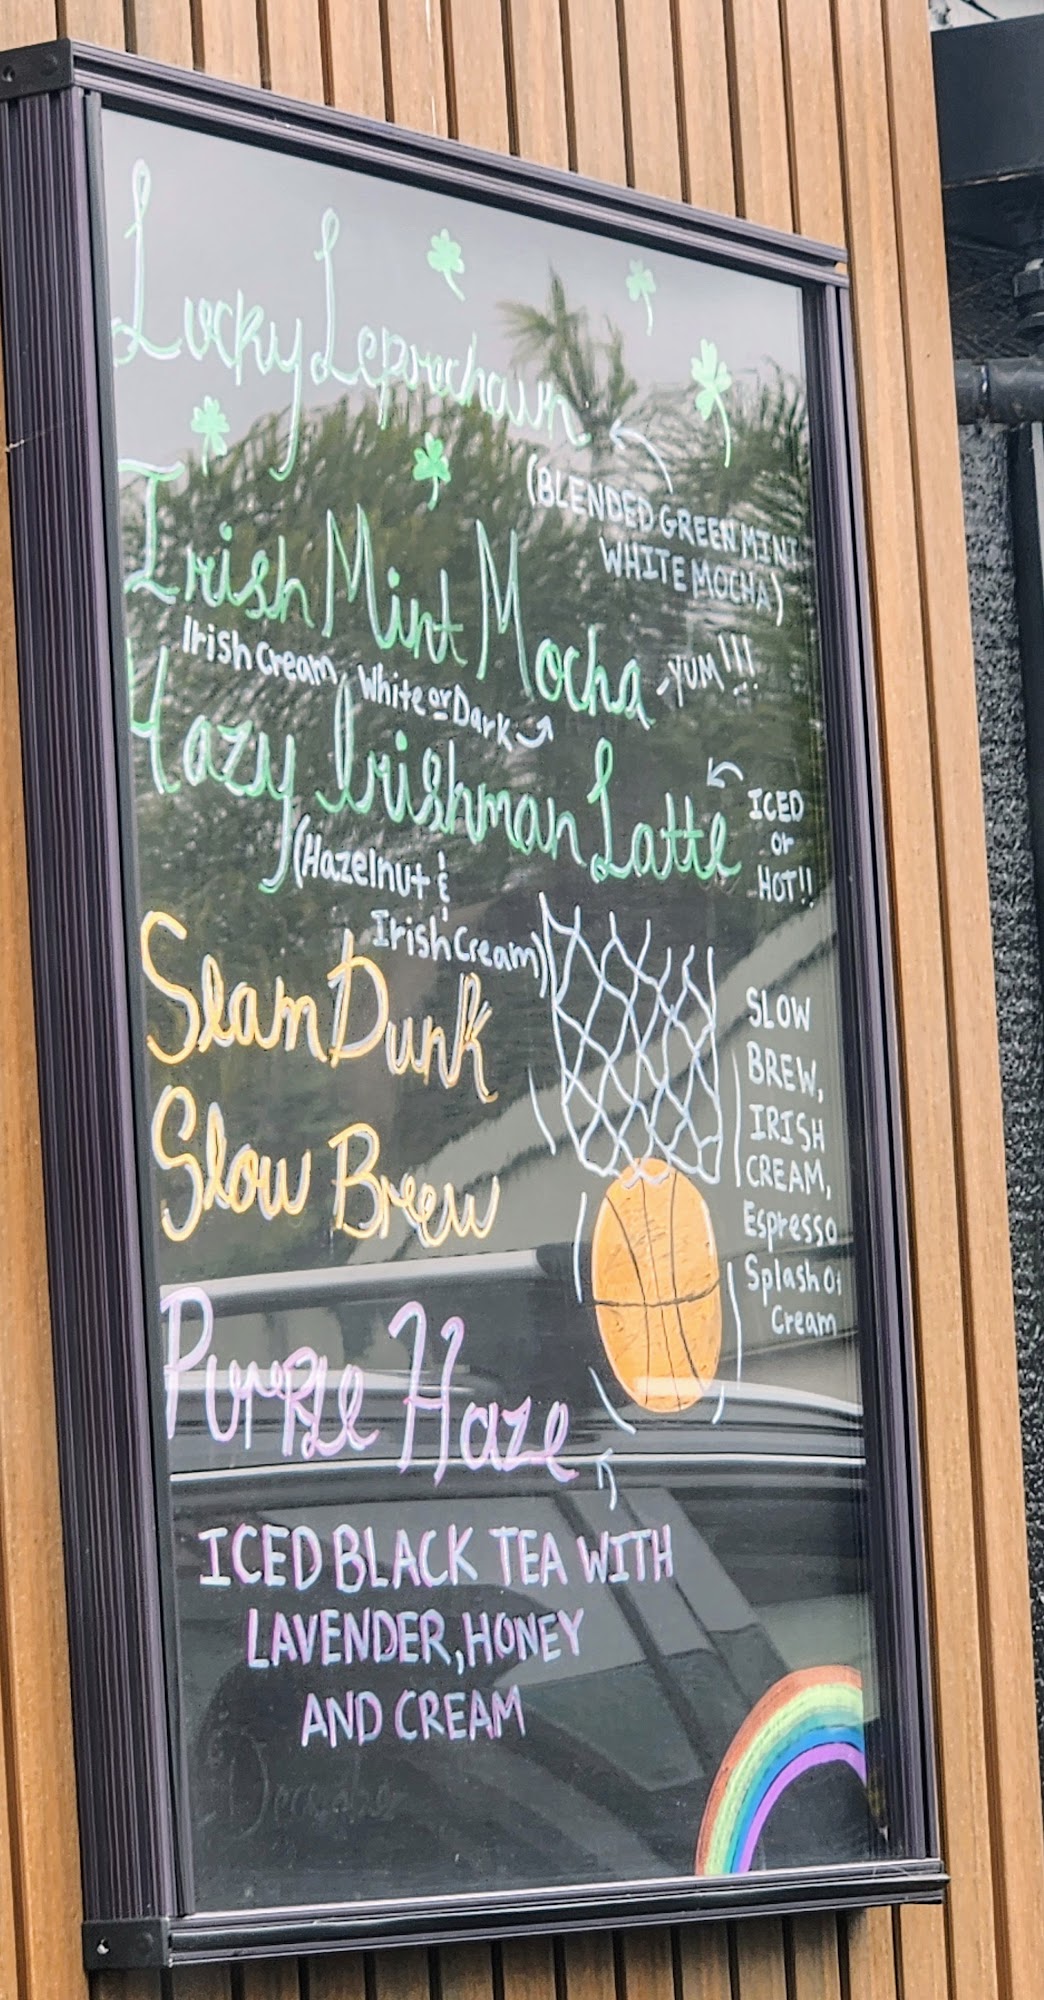 Lucky Leprechaun
(BLENDED GREEN MINT
WHITE MOCHA)
Irish Mint Mocha
-YUM!!!
Irish Cream, White or Dark
Hazy Irishman Latte
ICED
or
HOT!!
(Hazelnut &
Irish Cream)
Slam Dunk
Slow Brew
SLOW
BREW,
IRISH
CREAM,
Espresso
Splash Of
Cream
Purple Haze
ICED BLACK TEA WITH
LAVENDER, HONEY
AND CREAM